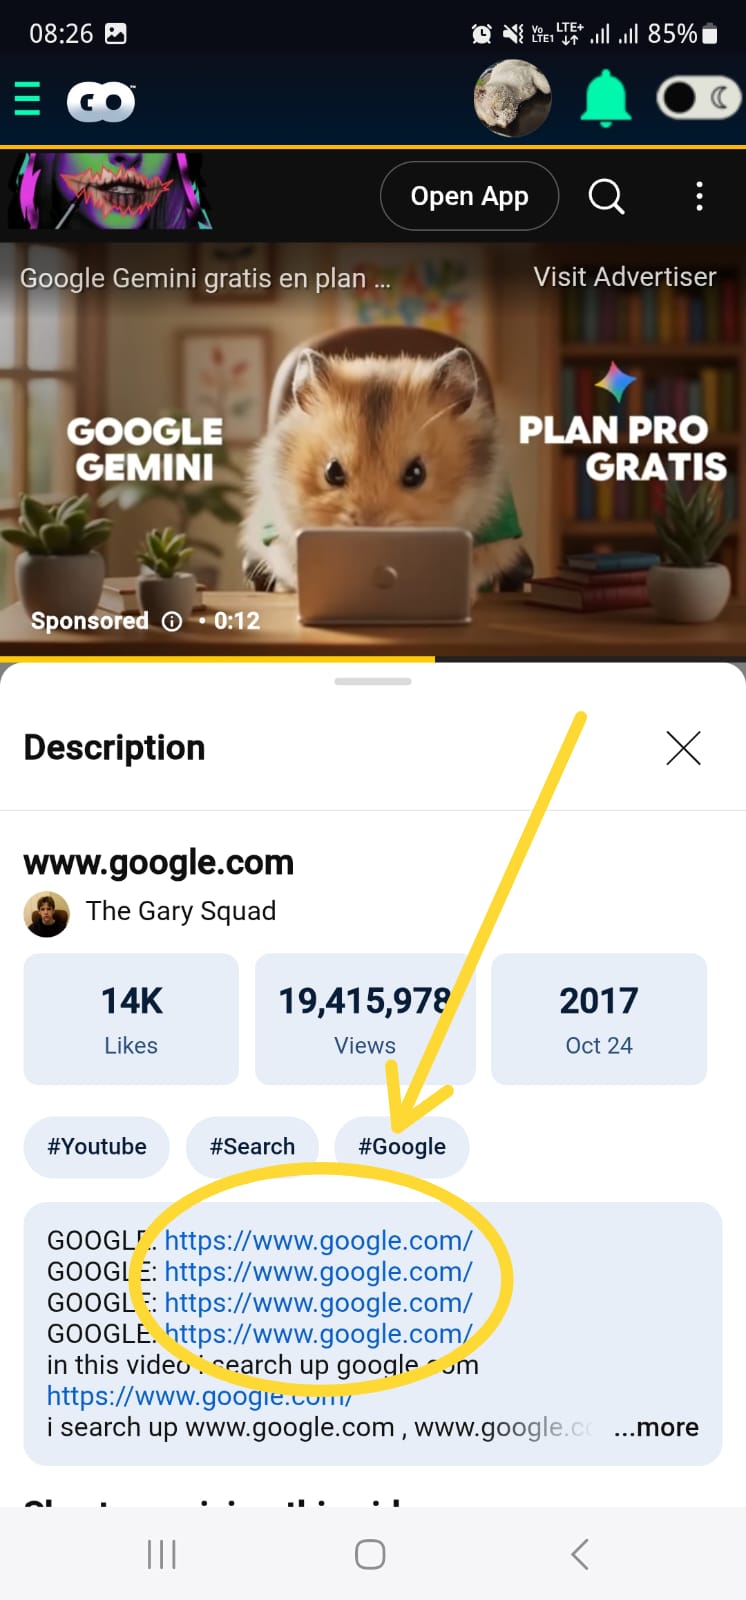 08:26 Vo LTE1 LTE+ 85%
GO
Open App
Google Gemini gratis en plan ... Visit Advertiser
GOOGLE GEMINI
PLAN PRO GRATIS
Sponsored • 0:12
Description
www.google.com
The Gary Squad
14K 19,415,978 2017
Likes Views Oct 24
#Youtube #Search #Google
GOOGLE: https://www.google.com/
GOOGLE: https://www.google.com/
GOOGLE: https://www.google.com/
GOOGLE: https://www.google.com/
in this video i search up google.com
https://www.google.com/
i search up www.google.com , www.google.c ...more